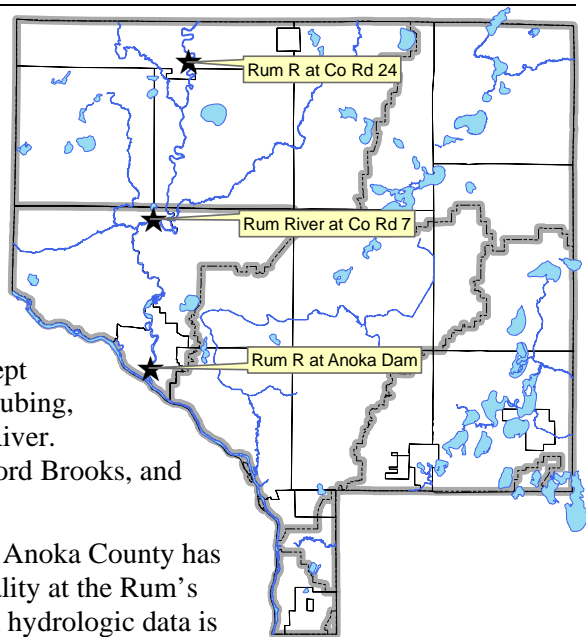 Rum R at Co Rd 24
Rum River at Co Rd 7
Rum R at Anoka Dam
ept
ubing,
River.
ord Brooks, and
Anoka County has
ality at the Rum's
hydrologic data is